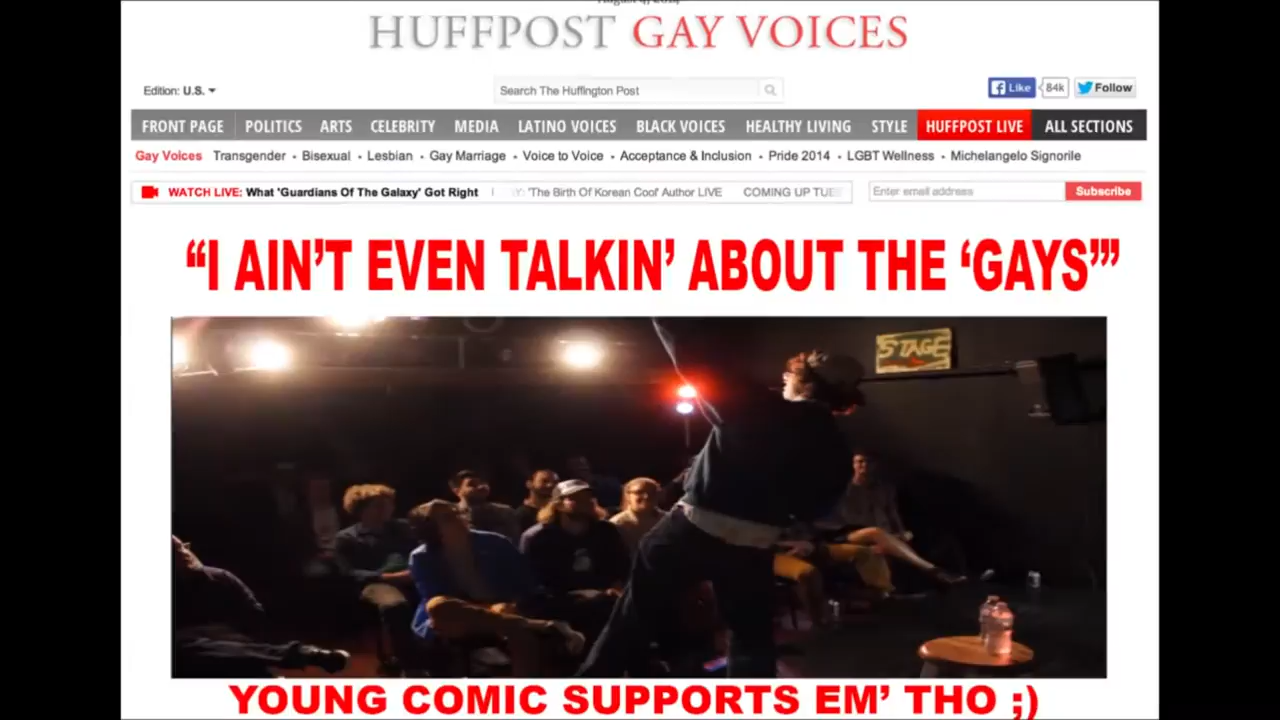 HUFFPOST GAY VOICES
Edition: U.S.
Search The Huffington Post
Like 84k Follow
FRONT PAGE POLITICS ARTS CELEBRITY MEDIA LATINO VOICES BLACK VOICES HEALTHY LIVING STYLE HUFFPOST LIVE ALL SECTIONS
Gay Voices Transgender • Bisexual • Lesbian • Gay Marriage • Voice to Voice • Acceptance & Inclusion • Pride 2014 • LGBT Wellness • Michelangelo Signorile
WATCH LIVE: What 'Guardians Of The Galaxy' Got Right 'The Birth Of Korean Cool' Author LIVE COMING UP
Enter email address Subscribe
“I AIN’T EVEN TALKIN’ ABOUT THE ‘GAYS’”
STAGE
YOUNG COMIC SUPPORTS EM’ THO ;)